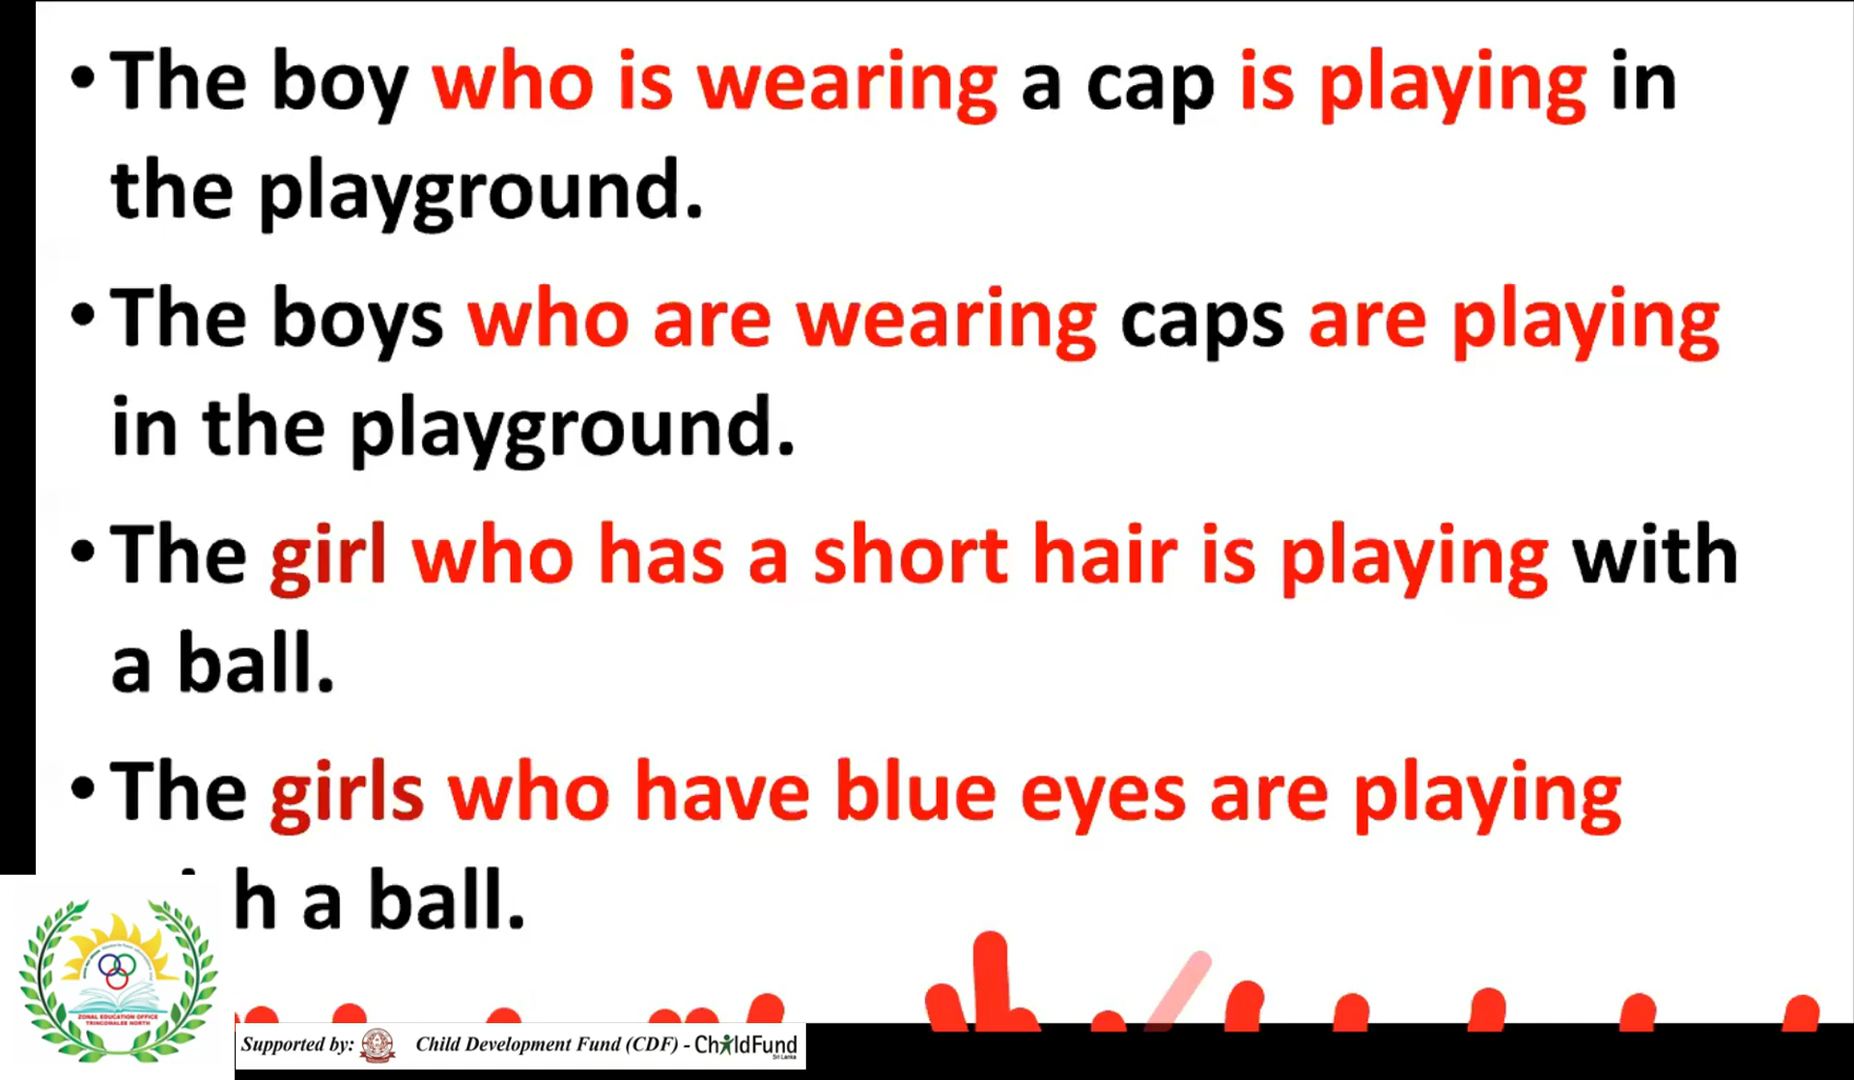 • The boy who is wearing a cap is playing in
the playground.
• The boys who are wearing caps are playing
in the playground.
• The girl who has a short hair is playing with
a ball.
• The girls who have blue eyes are playing
a ball.
ZONAL EDUCATION OFFICE
TRINCOMALEE NORTH
Supported by: Child Development Fund (CDF) - ChildFund
Sri Lanka